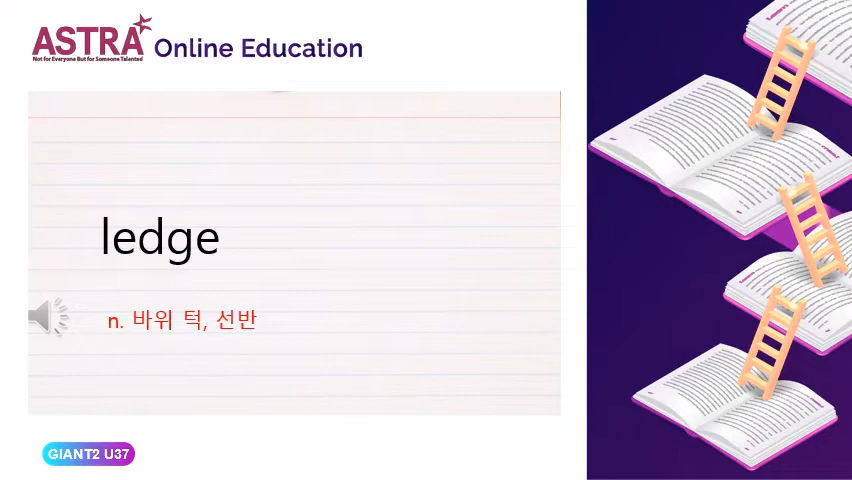 ASTRA Online Education
Not for Everyone But for Someone Talented
ledge
n. 바위 턱, 선반
GIANT2 U37